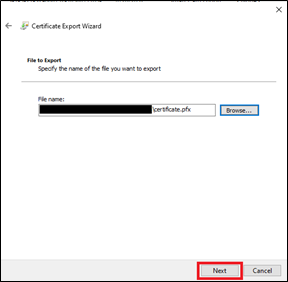 Certificate Export Wizard
File to Export
Specify the name of the file you want to export
File name:
\certificate.pfx
Browse...
Next
Cancel